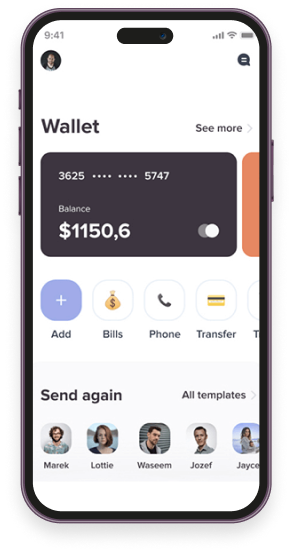 9:41
Wallet
See more
3625 •••• •••• 5747
Balance
$1150,6
Add Bills Phone Transfer T
Send again
All templates
Marek Lottie Waseem Jozef Jayce